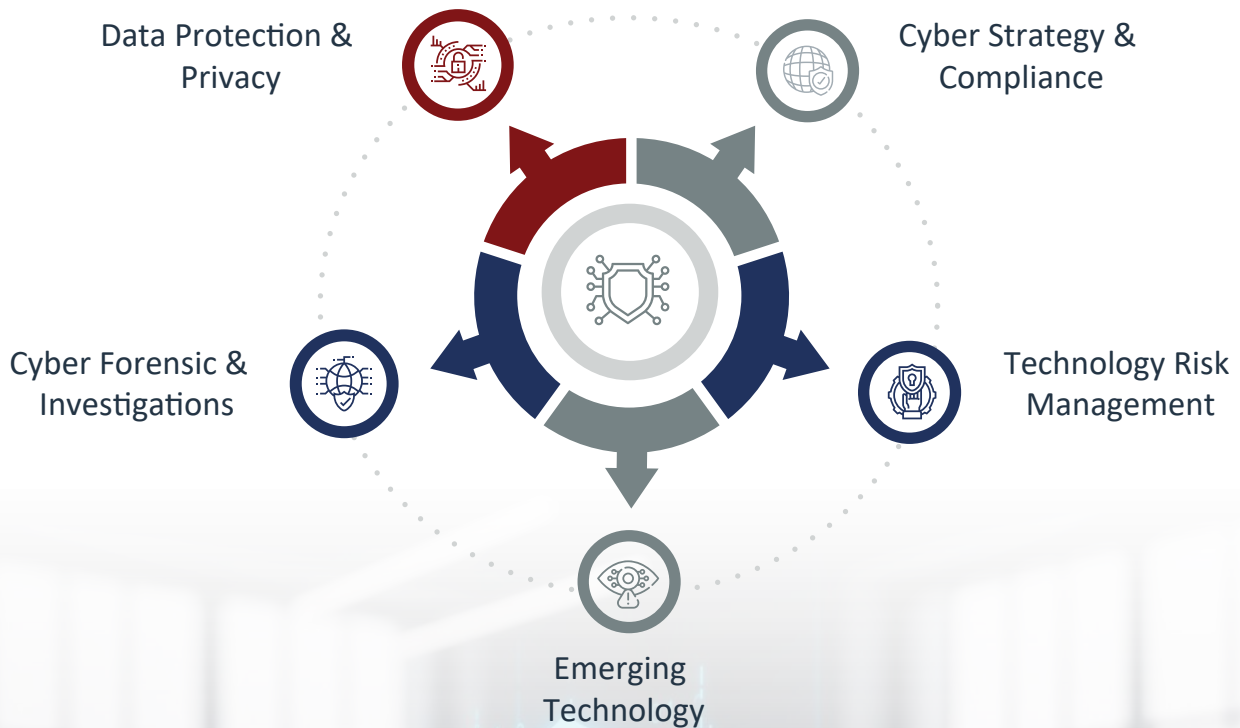 Data Protection &
Privacy
Cyber Strategy &
Compliance
Cyber Forensic &
Investigations
Technology Risk
Management
Emerging
Technology